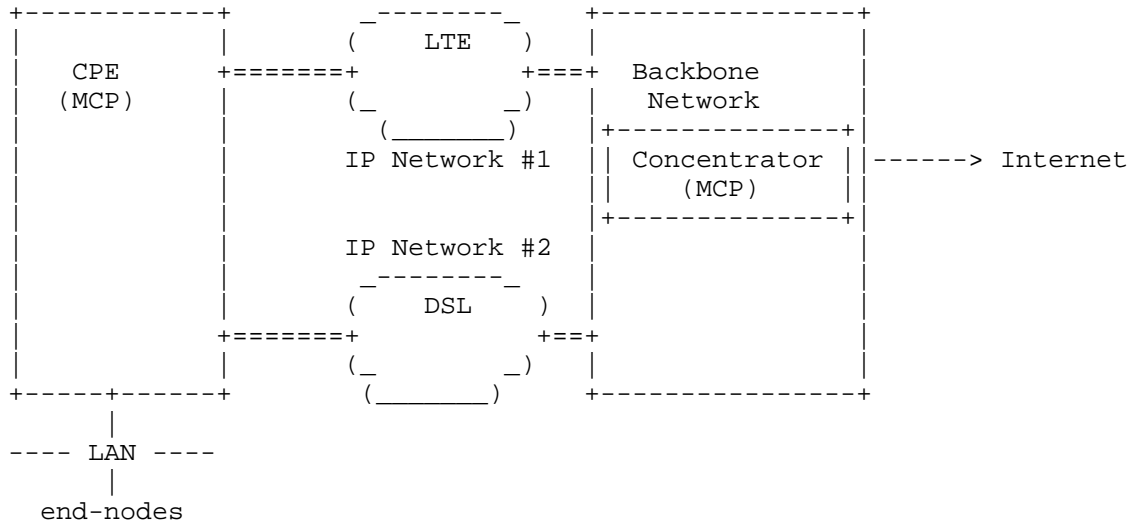 LTE
CPE Backbone
(MCP) Network
IP Network #1 Concentrator ------> Internet
(MCP)
IP Network #2
DSL
---- LAN ----
end-nodes